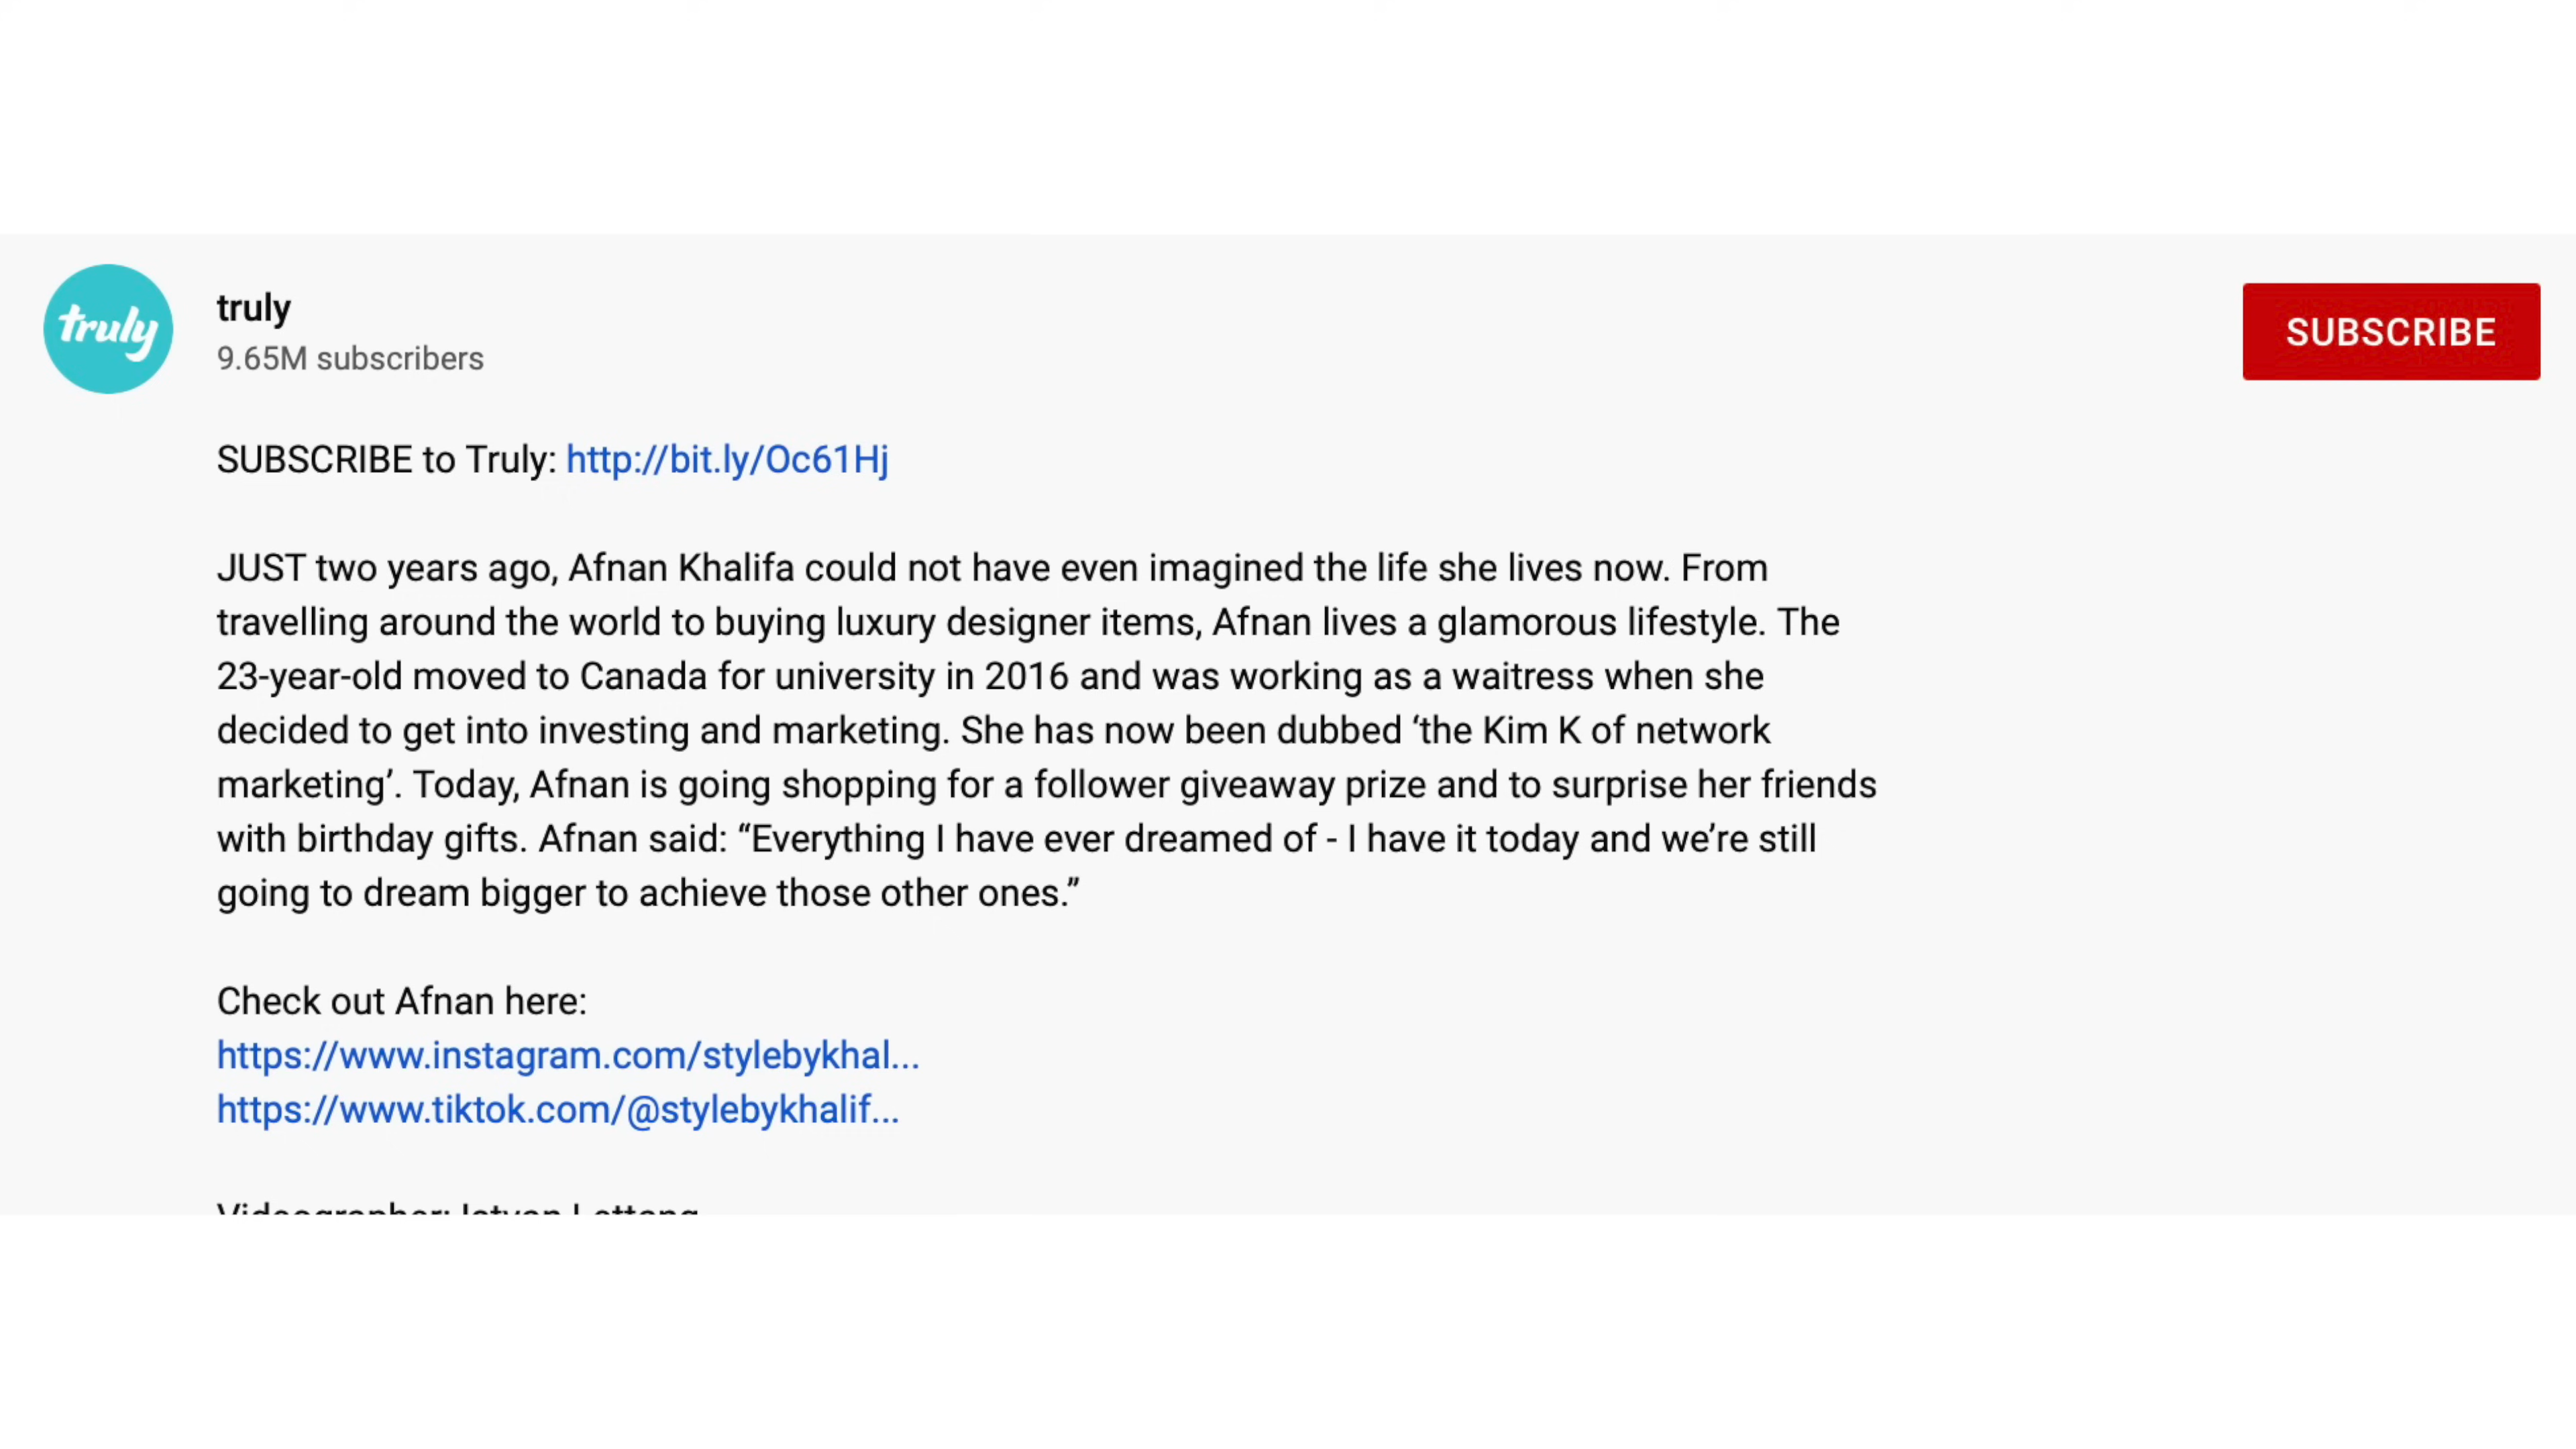 truly
truly
9.65M subscribers
SUBSCRIBE
SUBSCRIBE to Truly: http://bit.ly/Oc61Hj
JUST two years ago, Afnan Khalifa could not have even imagined the life she lives now. From
travelling around the world to buying luxury designer items, Afnan lives a glamorous lifestyle. The
23-year-old moved to Canada for university in 2016 and was working as a waitress when she
decided to get into investing and marketing. She has now been dubbed ‘the Kim K of network
marketing’. Today, Afnan is going shopping for a follower giveaway prize and to surprise her friends
with birthday gifts. Afnan said: “Everything I have ever dreamed of - I have it today and we’re still
going to dream bigger to achieve those other ones.”
Check out Afnan here:
https://www.instagram.com/stylebykhal...
https://www.tiktok.com/@stylebykhalif...
Videographer: Istvan